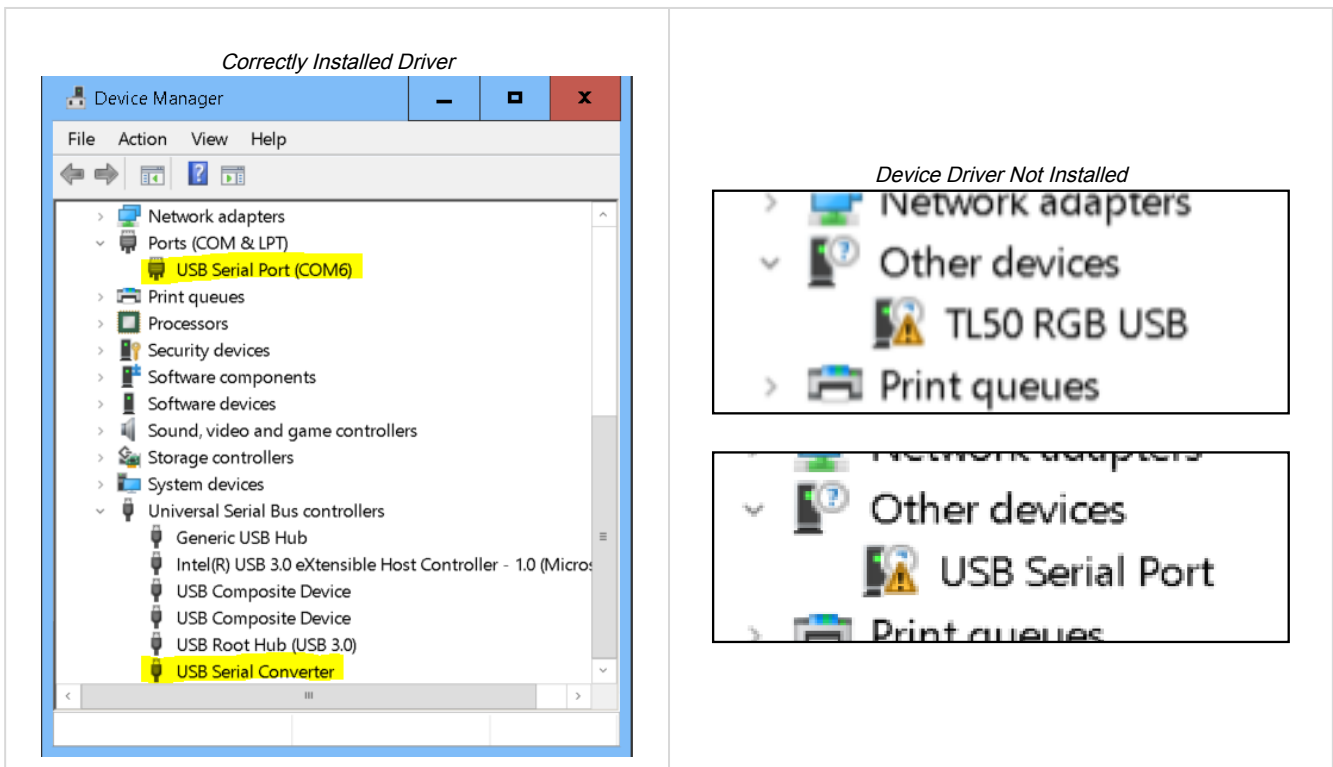 Correctly Installed Driver
Device Manager
File Action View Help
Network adapters
Ports (COM & LPT)
USB Serial Port (COM6)
Print queues
Processors
Security devices
Software components
Software devices
Sound, video and game controllers
Storage controllers
System devices
Universal Serial Bus controllers
Generic USB Hub
Intel(R) USB 3.0 eXtensible Host Controller - 1.0 (Micros
USB Composite Device
USB Composite Device
USB Root Hub (USB 3.0)
USB Serial Converter
Device Driver Not Installed
Network adapters
Other devices
TL50 RGB USB
Print queues
Network adapters
Other devices
USB Serial Port
Print queues